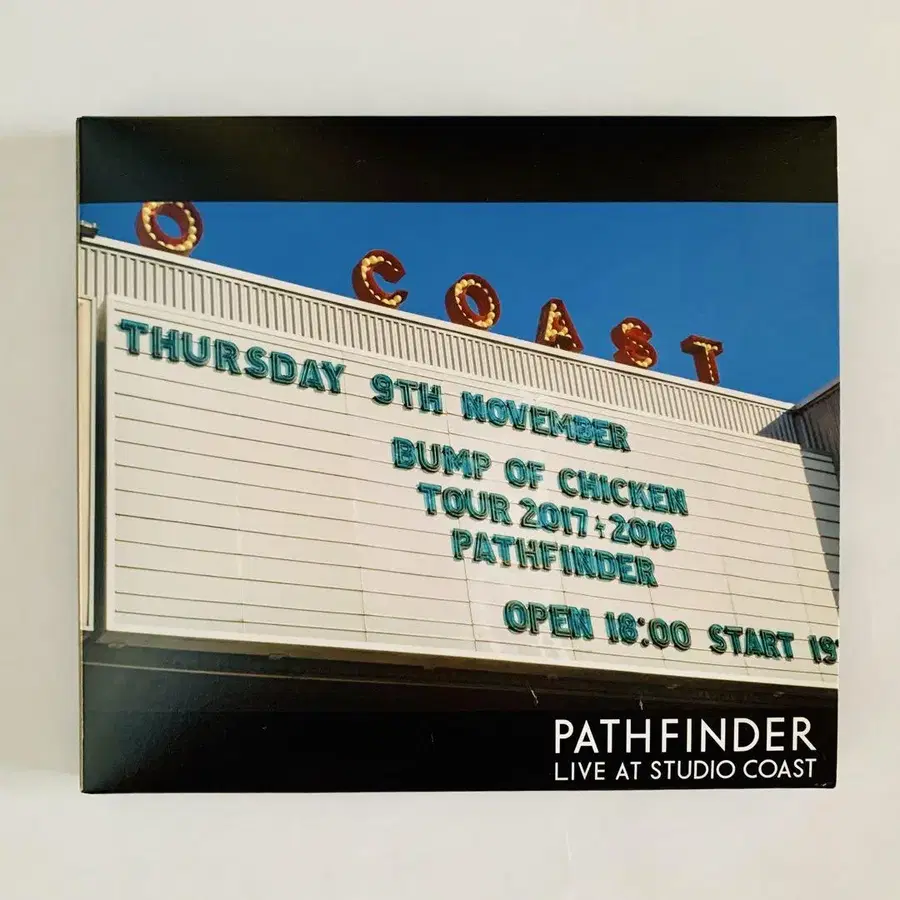 O COAST
THURSDAY 9TH NOVEMBER
BUMP OF CHICKEN
TOUR 2017-2018
PATHFINDER
OPEN 18:00 START 19
PATHFINDER
LIVE AT STUDIO COAST